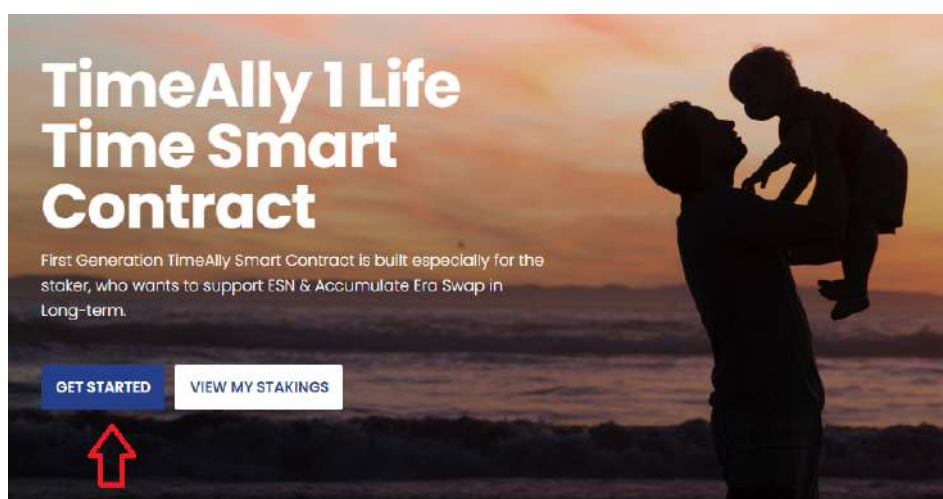 TimeAlly 1 Life
Time Smart
Contract
First Generation TimeAlly Smart Contract is built especially for the
staker, who wants to support ESN & Accumulate Era Swap in
Long-term.
GET STARTED
VIEW MY STAKINGS